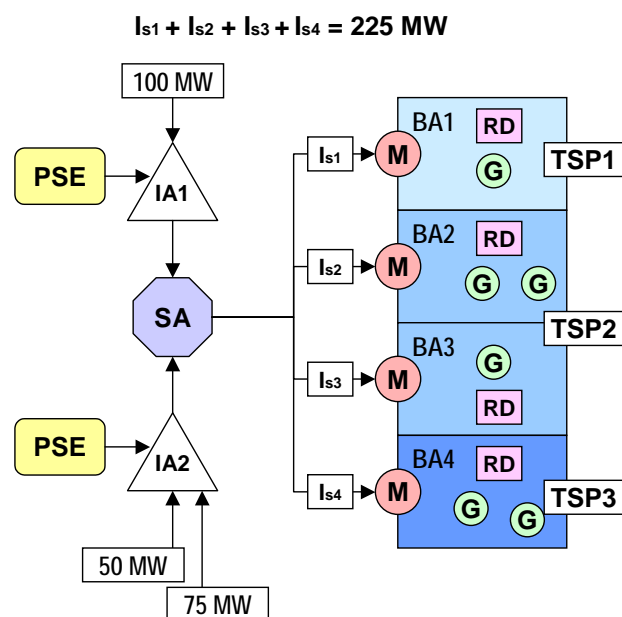 Is1 + Is2 + Is3 + Is4 = 225 MW
100 MW
PSE
IA1
SA
PSE
IA2
50 MW
75 MW
Is1
Is2
Is3
Is4
M
M
M
M
BA1
RD
G
TSP1
BA2
RD
G G
TSP2
BA3
G
RD
BA4
RD
G G
TSP3